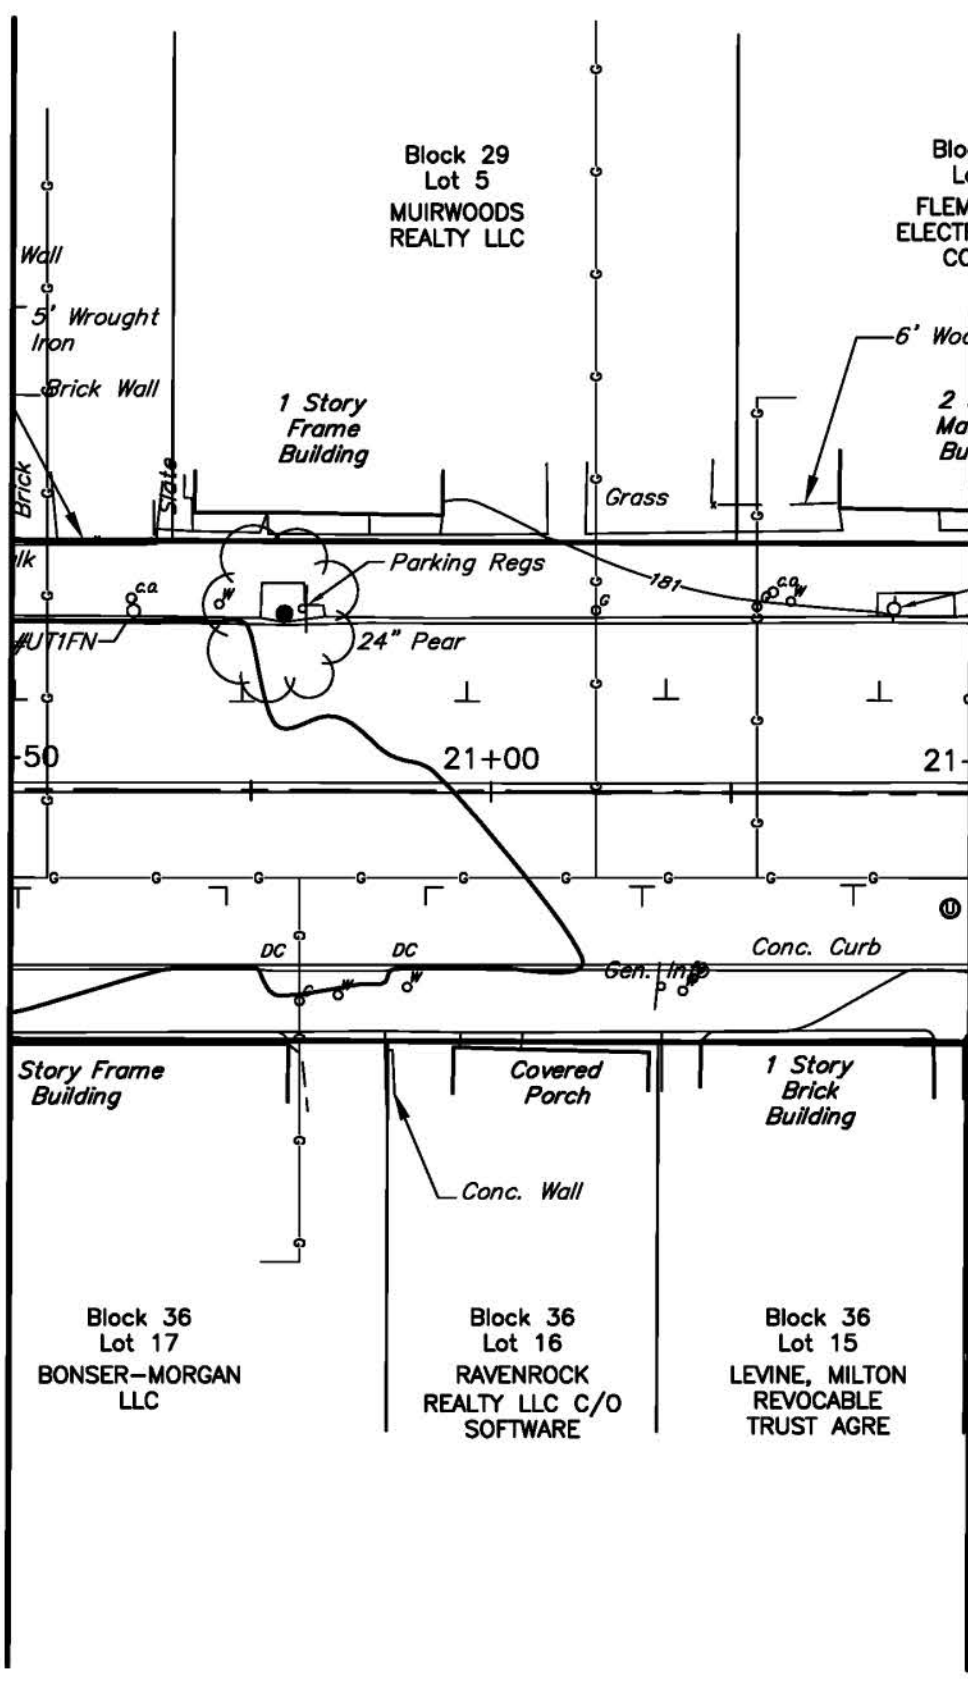 Block 29
Lot 5
MUIRWOODS
REALTY LLC
Blo
Lo
FLEM
ELECT
CO
Wall
5' Wrought
Iron
Brick Wall
6' Woo
1 Story
Frame
Building
2
Ma
Bu
Brick
Slate
Grass
lk
Parking Regs
181
c.o.
W
G
G
c.o.
W
#UT1FN
24" Pear
-50
21+00
21+
G
DC
DC
Gen. Info
Conc. Curb
U
G
W
W
W
Story Frame
Building
Covered
Porch
1 Story
Brick
Building
Conc. Wall
Block 36
Lot 17
BONSER-MORGAN
LLC
Block 36
Lot 16
RAVENROCK
REALTY LLC C/O
SOFTWARE
Block 36
Lot 15
LEVINE, MILTON
REVOCABLE
TRUST AGRE